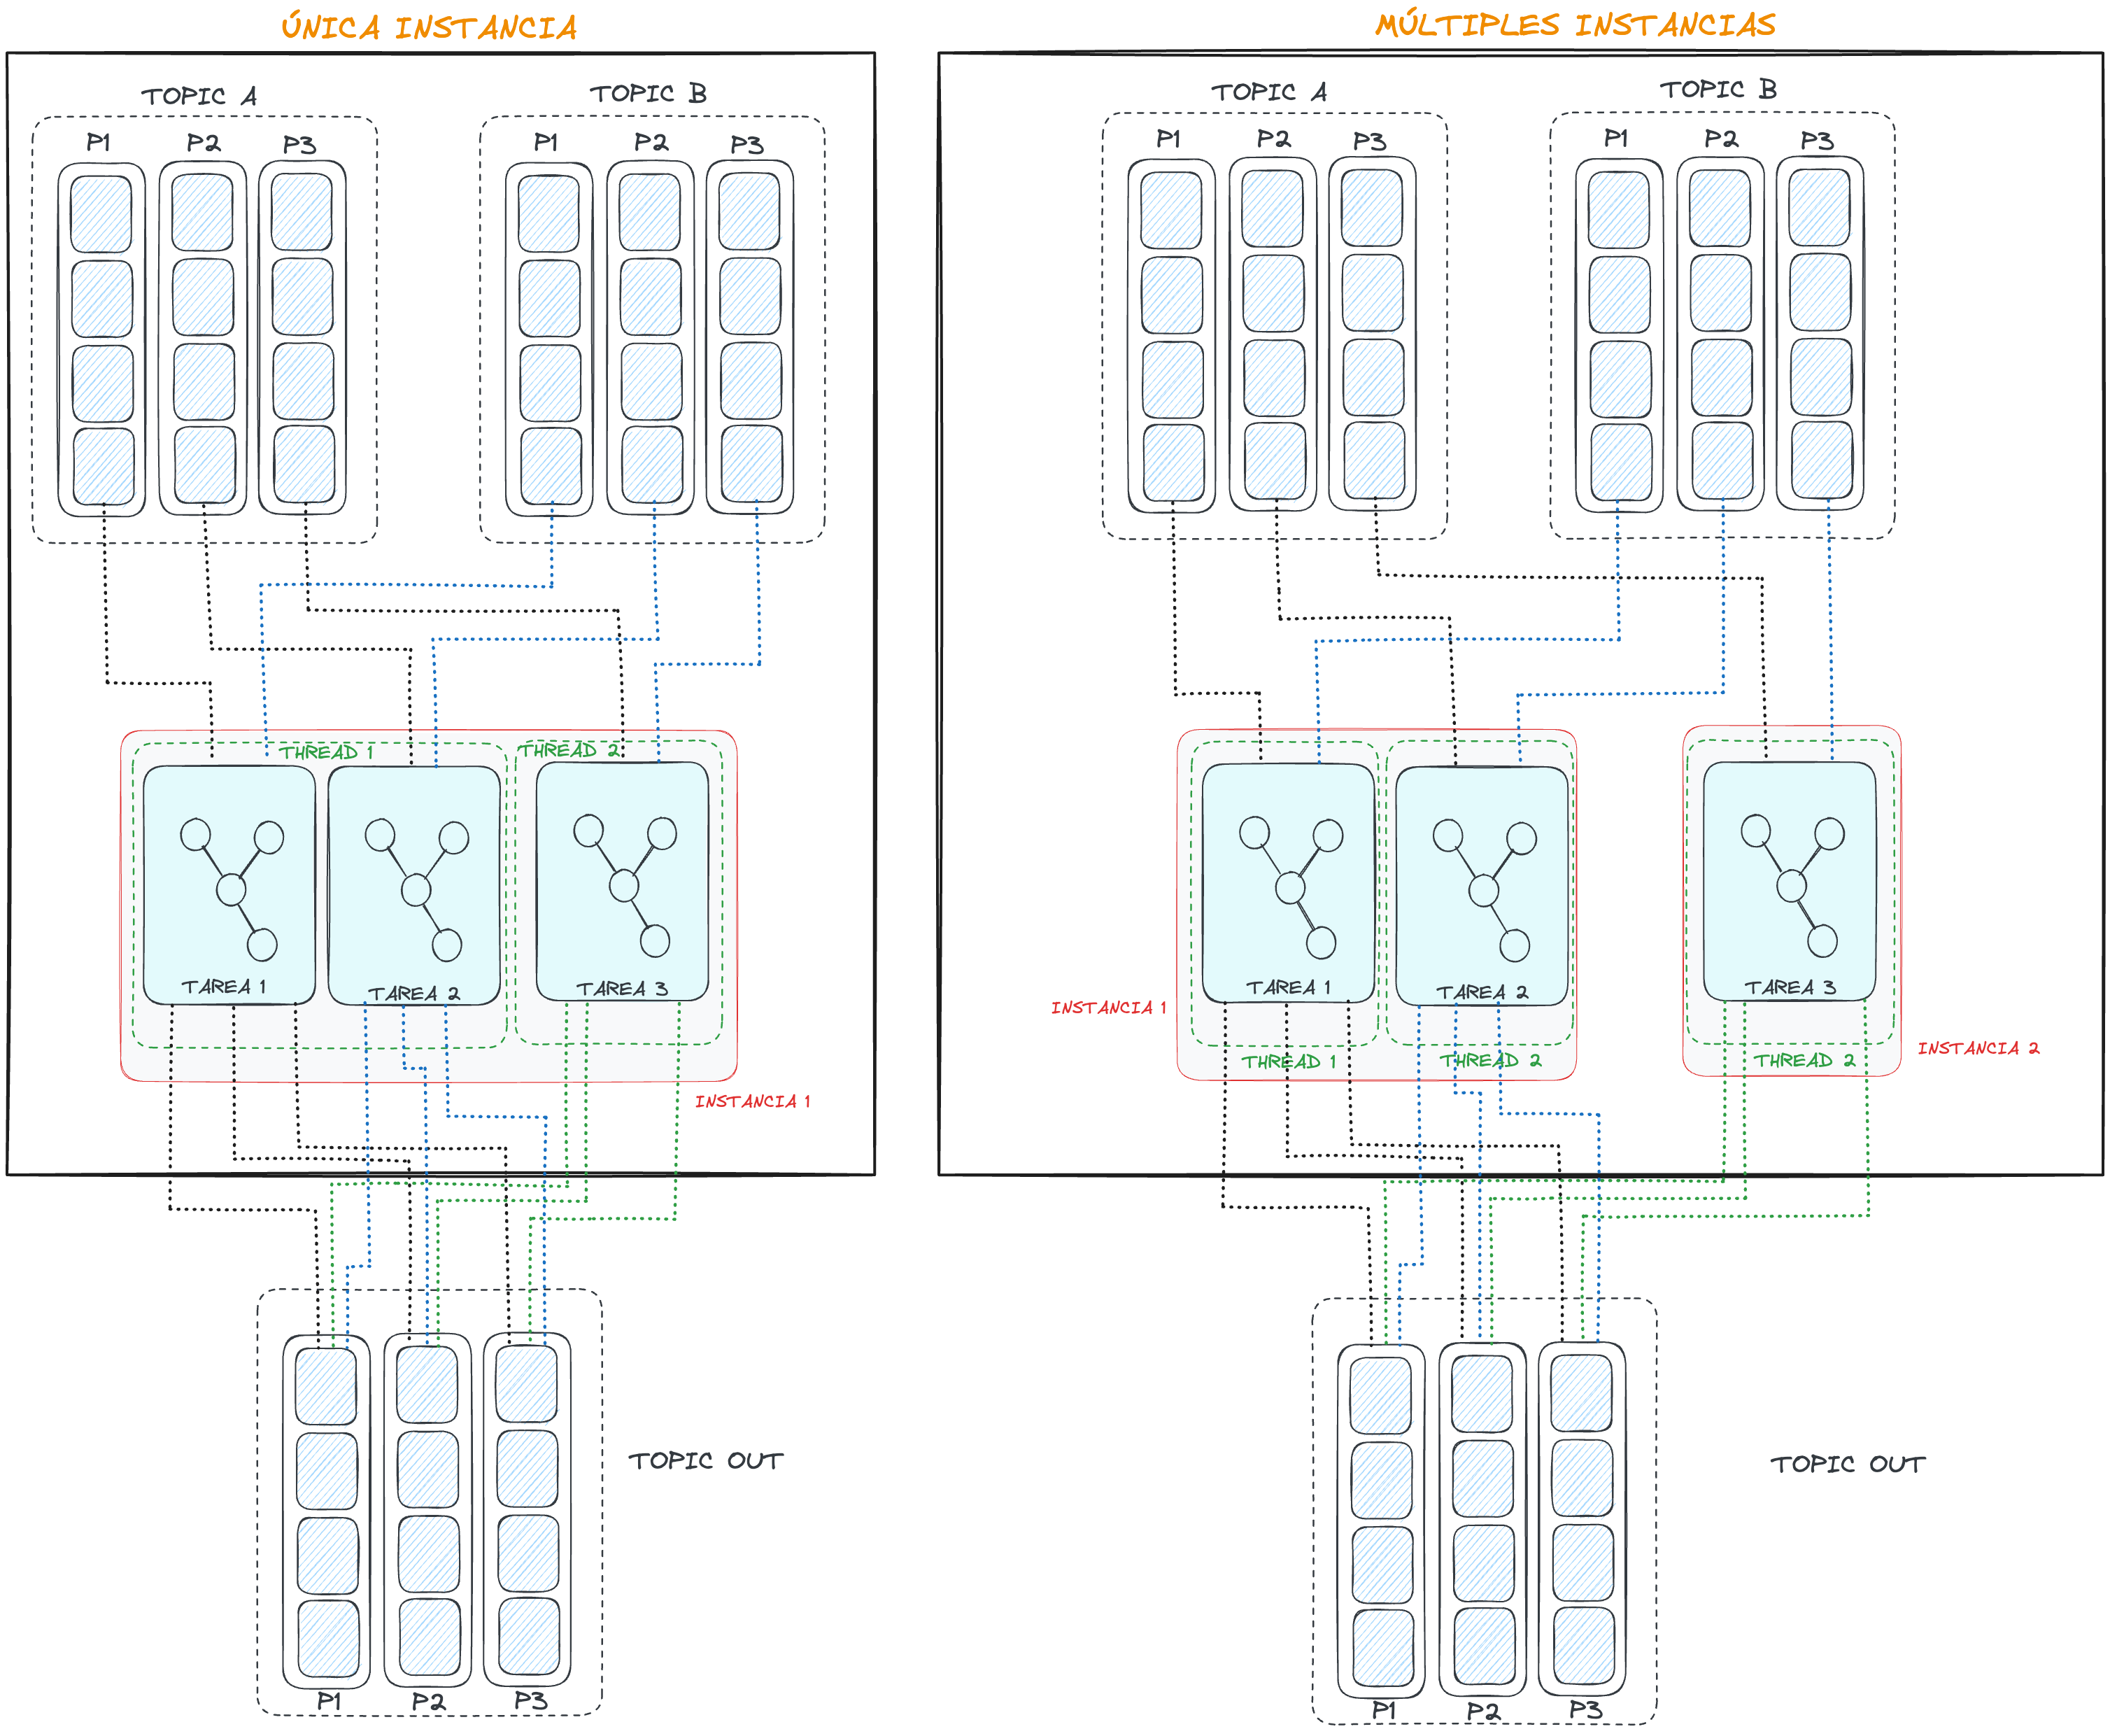 ÚNICA INSTANCIA
TOPIC A
TOPIC B
P1 P2 P3
P1 P2 P3
THREAD 1
THREAD 2
TAREA 1
TAREA 2
TAREA 3
INSTANCIA 1
TOPIC OUT
P1 P2 P3
MÚLTIPLES INSTANCIAS
TOPIC A
TOPIC B
P1 P2 P3
P1 P2 P3
TAREA 1
TAREA 2
TAREA 3
INSTANCIA 1
INSTANCIA 2
THREAD 1
THREAD 2
THREAD 2
TOPIC OUT
P1 P2 P3